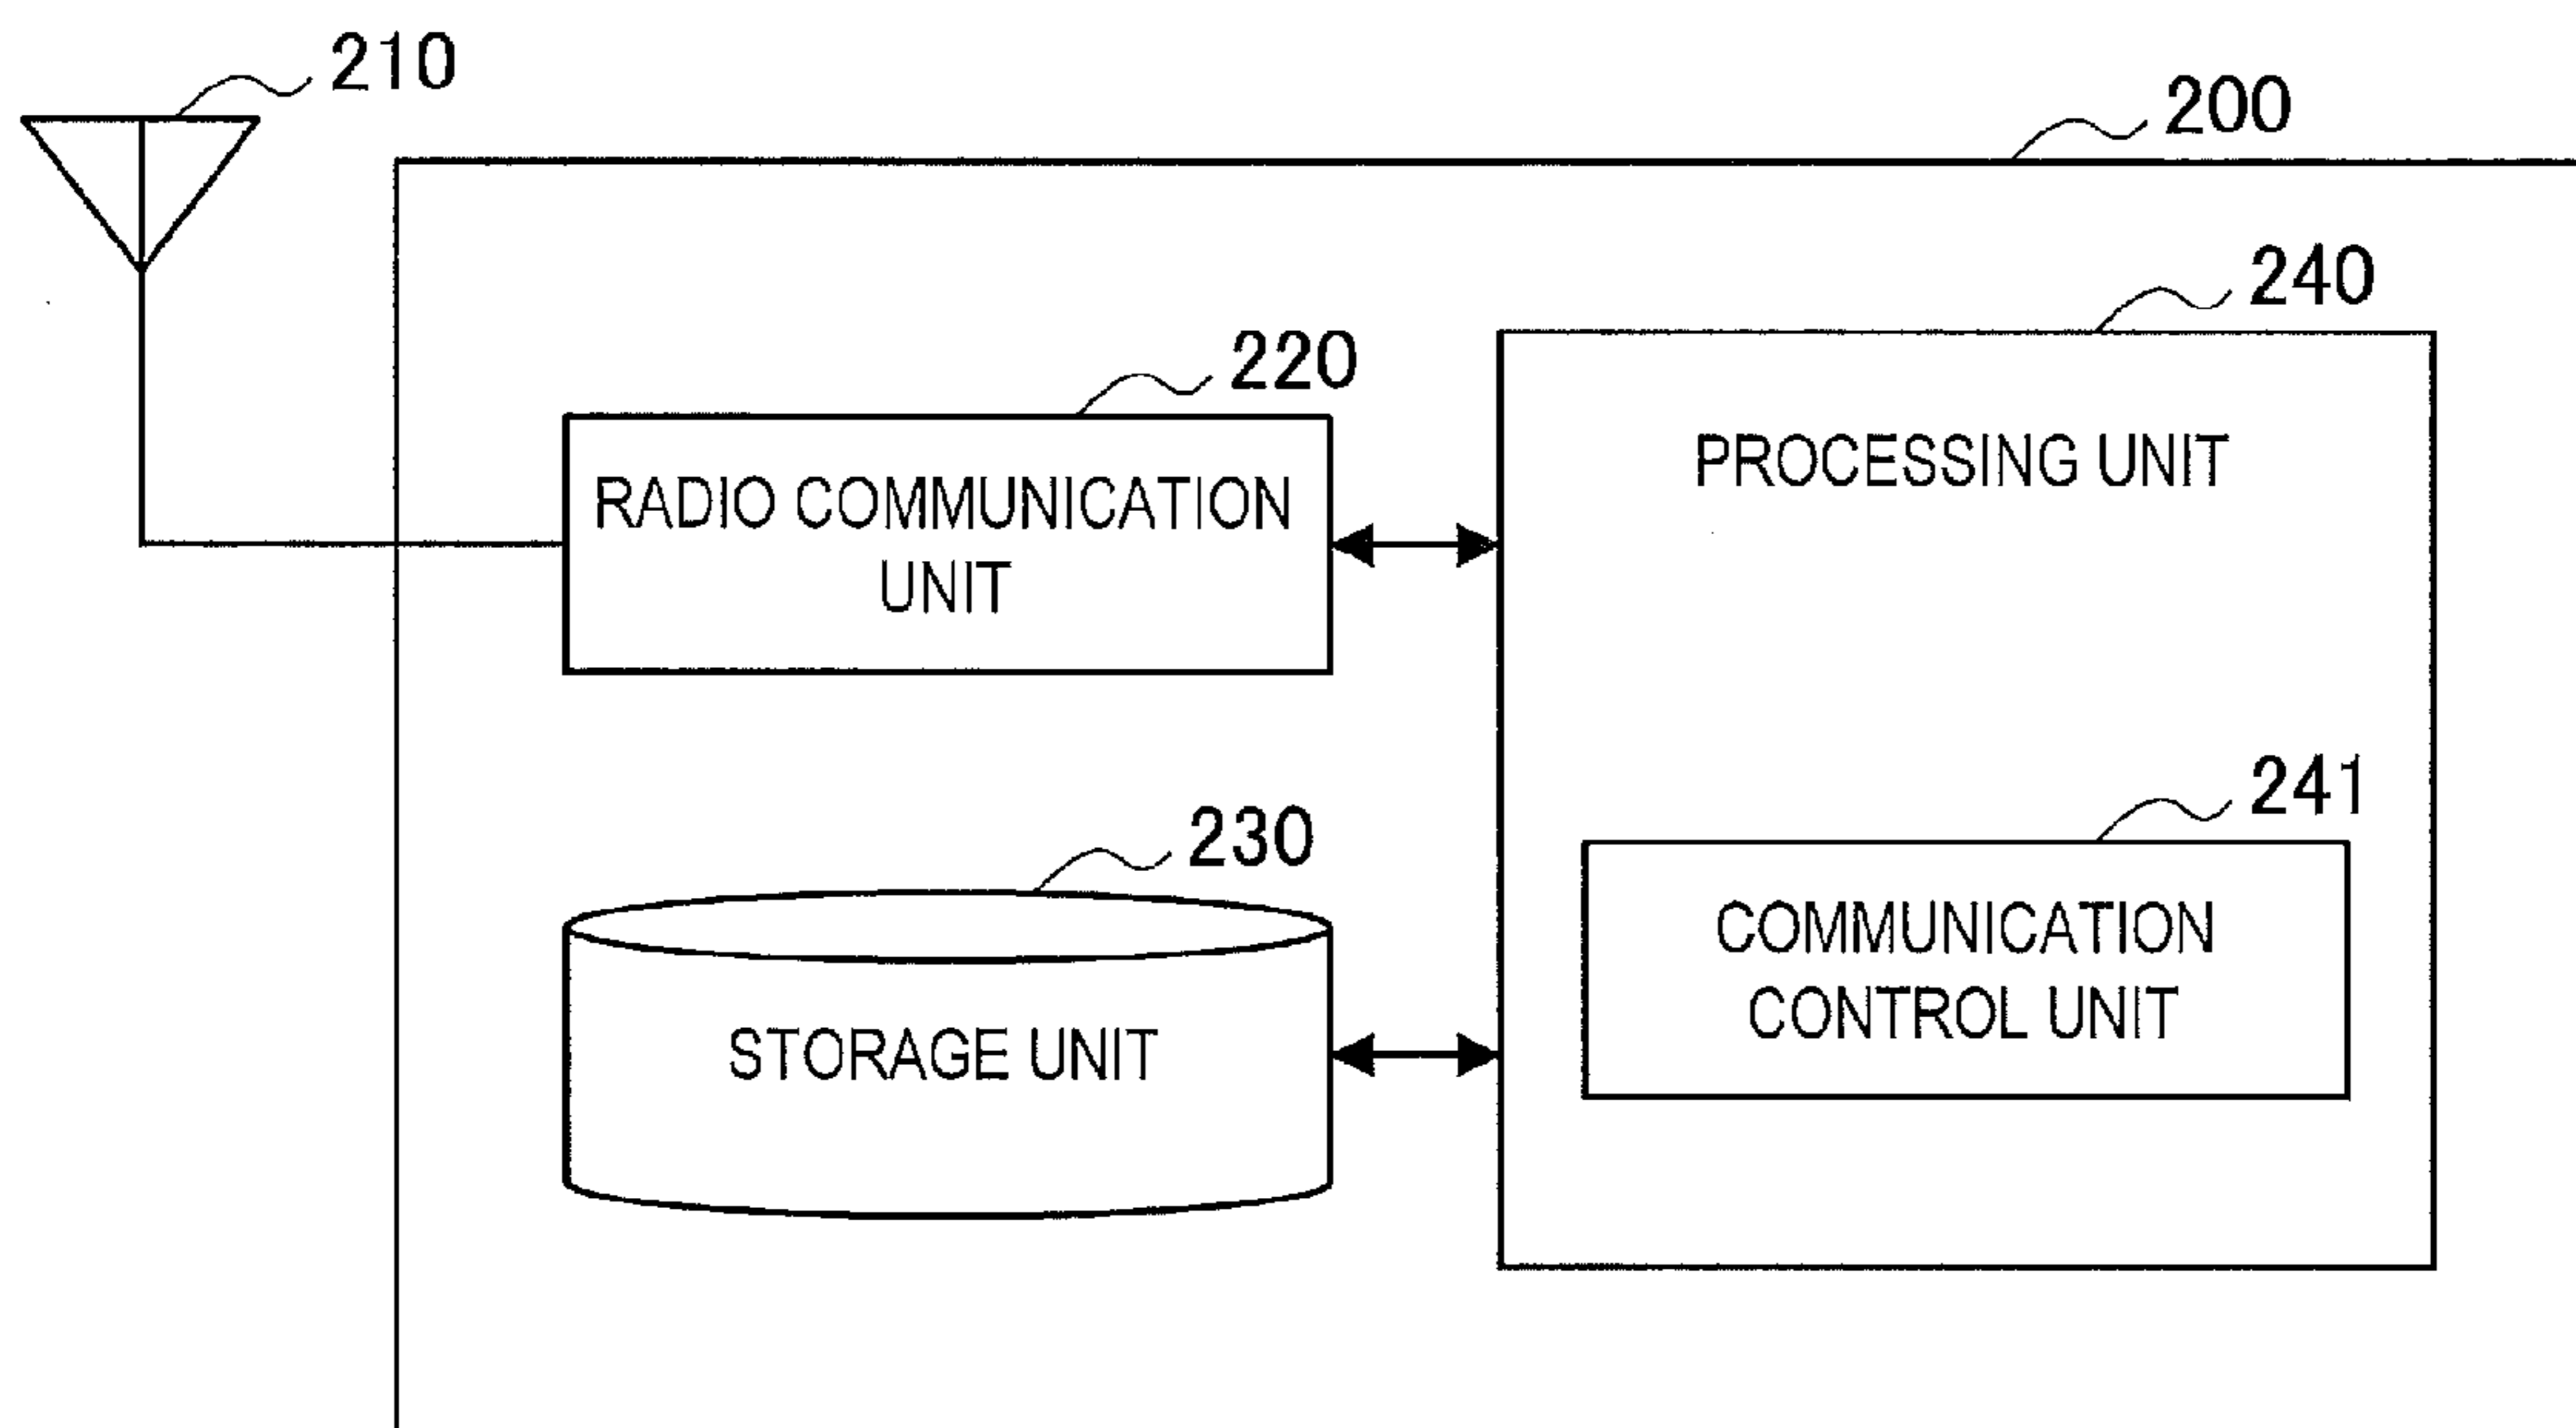 210
200
240
220
PROCESSING UNIT
RADIO COMMUNICATION
UNIT
241
230
COMMUNICATION
CONTROL UNIT
STORAGE UNIT